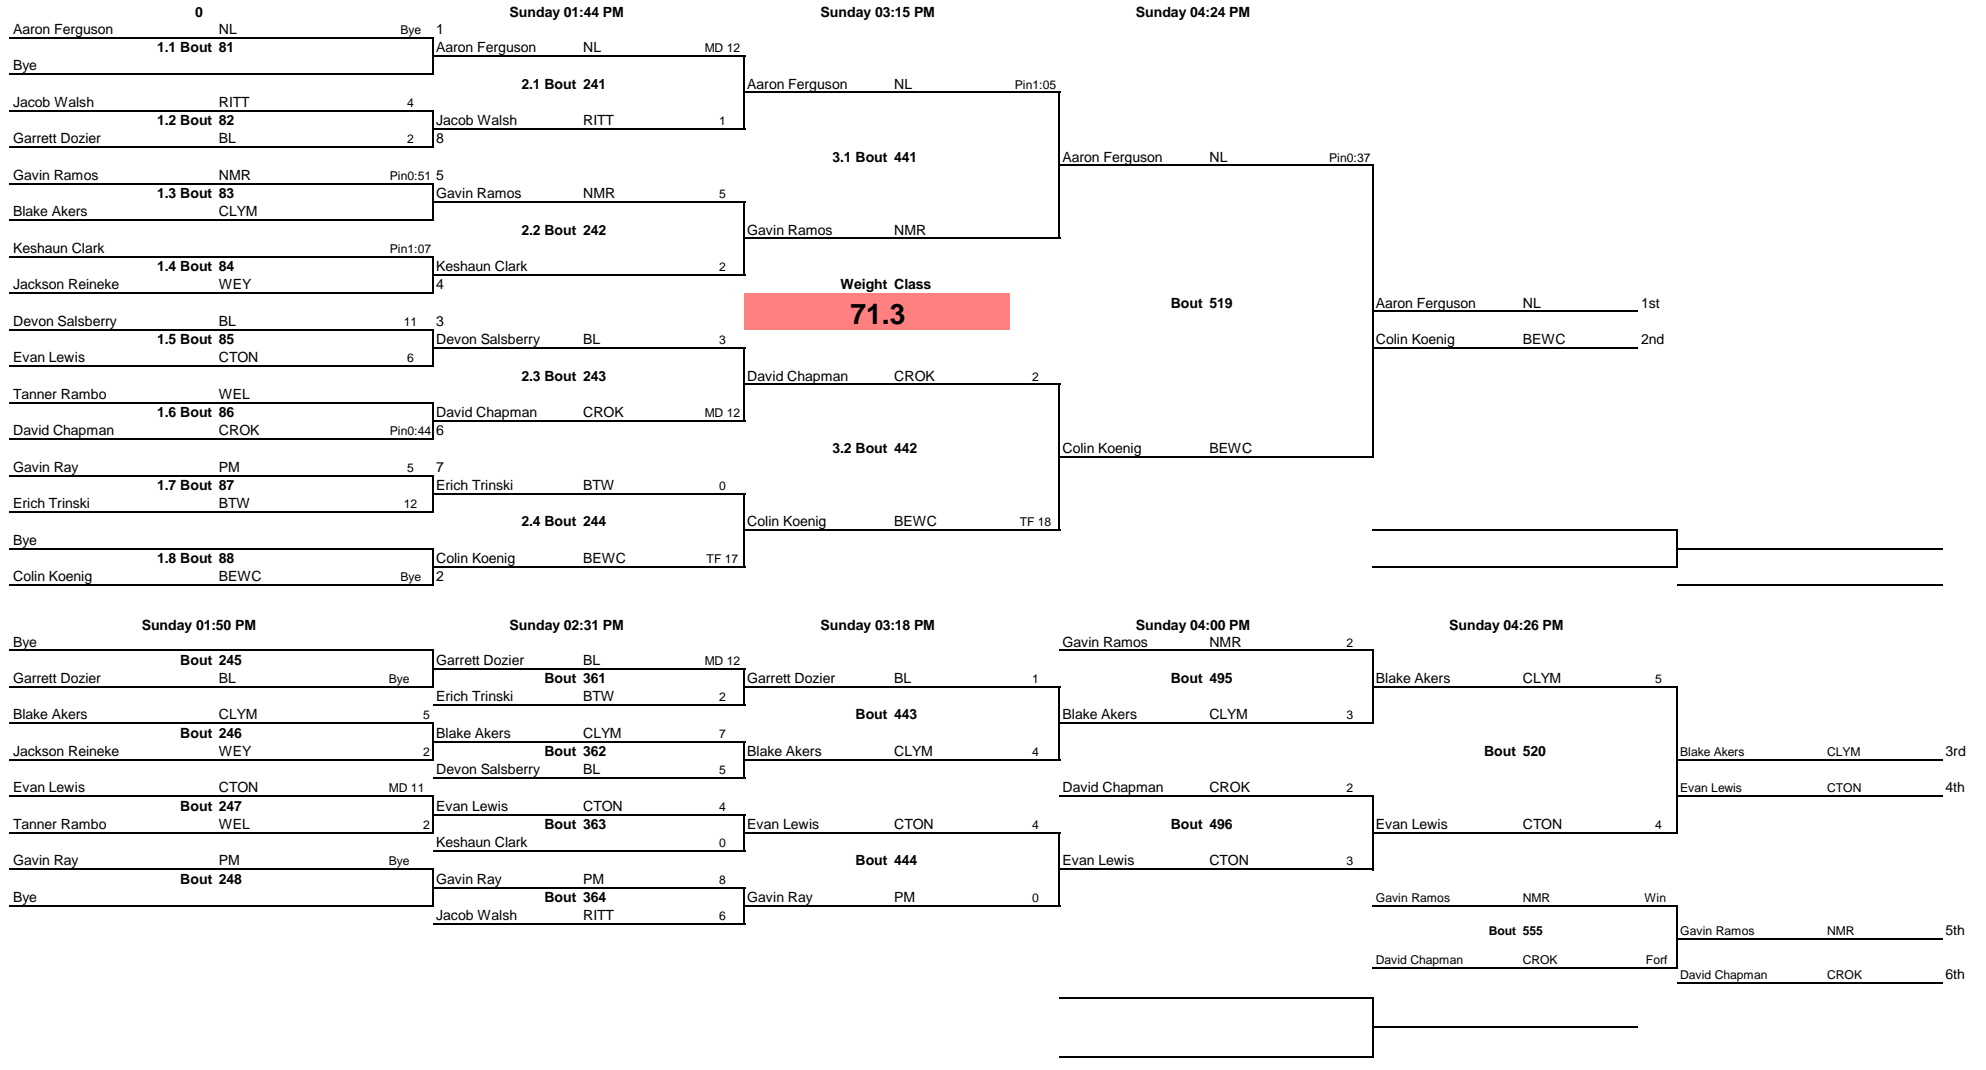 0 Sunday 01:44 PM Sunday 03:15 PM Sunday 04:24 PM
Aaron Ferguson NL Bye 1
1.1 Bout 81 Aaron Ferguson NL MD 12
Bye
2.1 Bout 241 Aaron Ferguson NL Pin1:05
Jacob Walsh RITT 4
1.2 Bout 82 Jacob Walsh RITT 1
Garrett Dozier BL 2 8
3.1 Bout 441 Aaron Ferguson NL Pin0:37
Gavin Ramos NMR Pin0:51 5
1.3 Bout 83 Gavin Ramos NMR 5
Blake Akers CLYM
2.2 Bout 242 Gavin Ramos NMR
Keshaun Clark Pin1:07
1.4 Bout 84 Keshaun Clark 2
Jackson Reineke WEY 4 Weight Class
Bout 519 Aaron Ferguson NL 1st
71.3
Devon Salsberry BL 11 3
1.5 Bout 85 Devon Salsberry BL 3 Colin Koenig BEWC 2nd
Evan Lewis CTON 6
2.3 Bout 243 David Chapman CROK 2
Tanner Rambo WEL
1.6 Bout 86 David Chapman CROK MD 12
David Chapman CROK Pin0:44 6
3.2 Bout 442 Colin Koenig BEWC
Gavin Ray PM 5 7
1.7 Bout 87 Erich Trinski BTW 0
Erich Trinski BTW 12
2.4 Bout 244 Colin Koenig BEWC TF 18
Bye
1.8 Bout 88 Colin Koenig BEWC TF 17
Colin Koenig BEWC Bye 2
Sunday 01:50 PM Sunday 02:31 PM Sunday 03:18 PM Sunday 04:00 PM Sunday 04:26 PM
Bye Gavin Ramos NMR 2
Bout 245 Garrett Dozier BL MD 12
Garrett Dozier BL Bye Bout 361 Garrett Dozier BL 1 Bout 495 Blake Akers CLYM 5
Erich Trinski BTW 2
Blake Akers CLYM 5 Bout 443 Blake Akers CLYM 3
Bout 246 Blake Akers CLYM 7
Jackson Reineke WEY 2 Bout 362 Blake Akers CLYM 4 Bout 520 Blake Akers CLYM 3rd
Devon Salsberry BL 5
Evan Lewis CTON MD 11 David Chapman CROK 2 Evan Lewis CTON 4th
Bout 247 Evan Lewis CTON 4
Tanner Rambo WEL 2 Bout 363 Evan Lewis CTON 4 Bout 496 Evan Lewis CTON 4
Keshaun Clark 0
Gavin Ray PM Bye Bout 444 Evan Lewis CTON 3
Bout 248 Gavin Ray PM 8
Bye Bout 364 Gavin Ray PM 0 Gavin Ramos NMR Win
Jacob Walsh RITT 6
Bout 555 Gavin Ramos NMR 5th
David Chapman CROK Forf
David Chapman CROK 6th